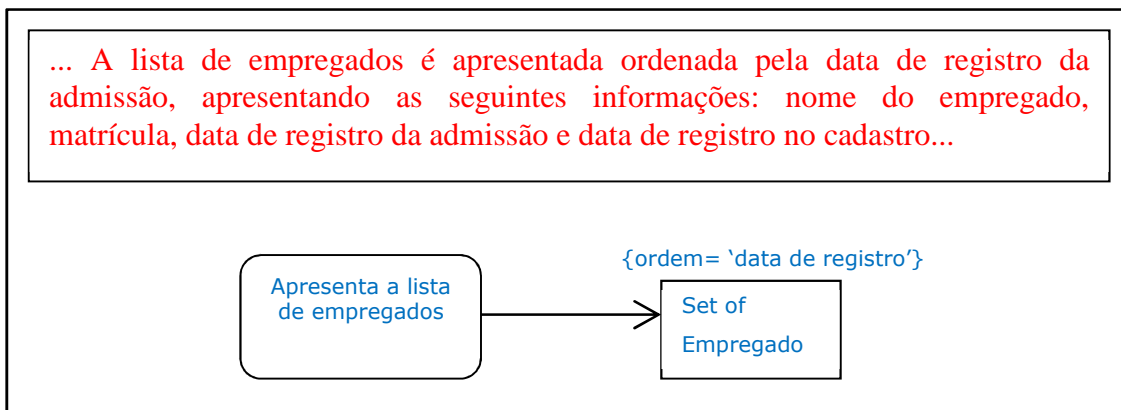 ... A lista de empregados é apresentada ordenada pela data de registro da
admissão, apresentando as seguintes informações: nome do empregado,
matrícula, data de registro da admissão e data de registro no cadastro...
{ordem= ‘data de registro’}
Apresenta a lista
de empregados
Set of
Empregado